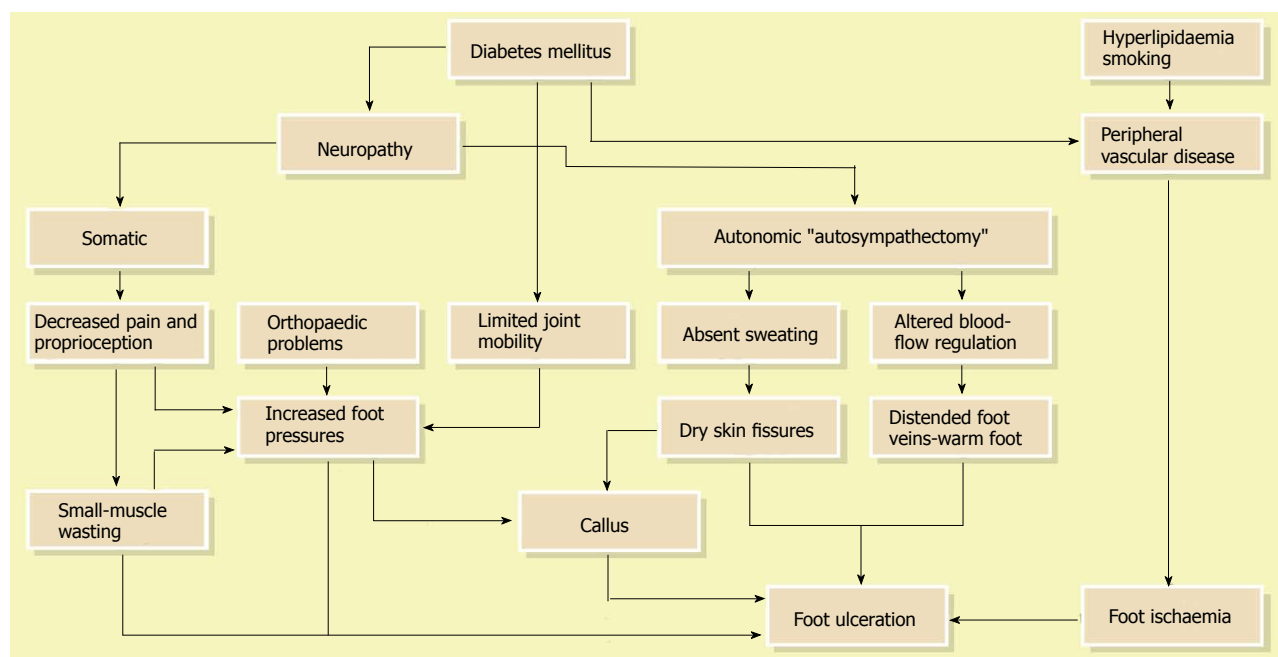 Diabetes mellitus
Hyperlipidaemia
smoking
Neuropathy
Peripheral
vascular disease
Somatic
Autonomic "autosympathectomy"
Decreased pain and
proprioception
Orthopaedic
problems
Limited joint
mobility
Absent sweating
Altered blood-
flow regulation
Increased foot
pressures
Dry skin fissures
Distended foot
veins-warm foot
Small-muscle
wasting
Callus
Foot ulceration
Foot ischaemia